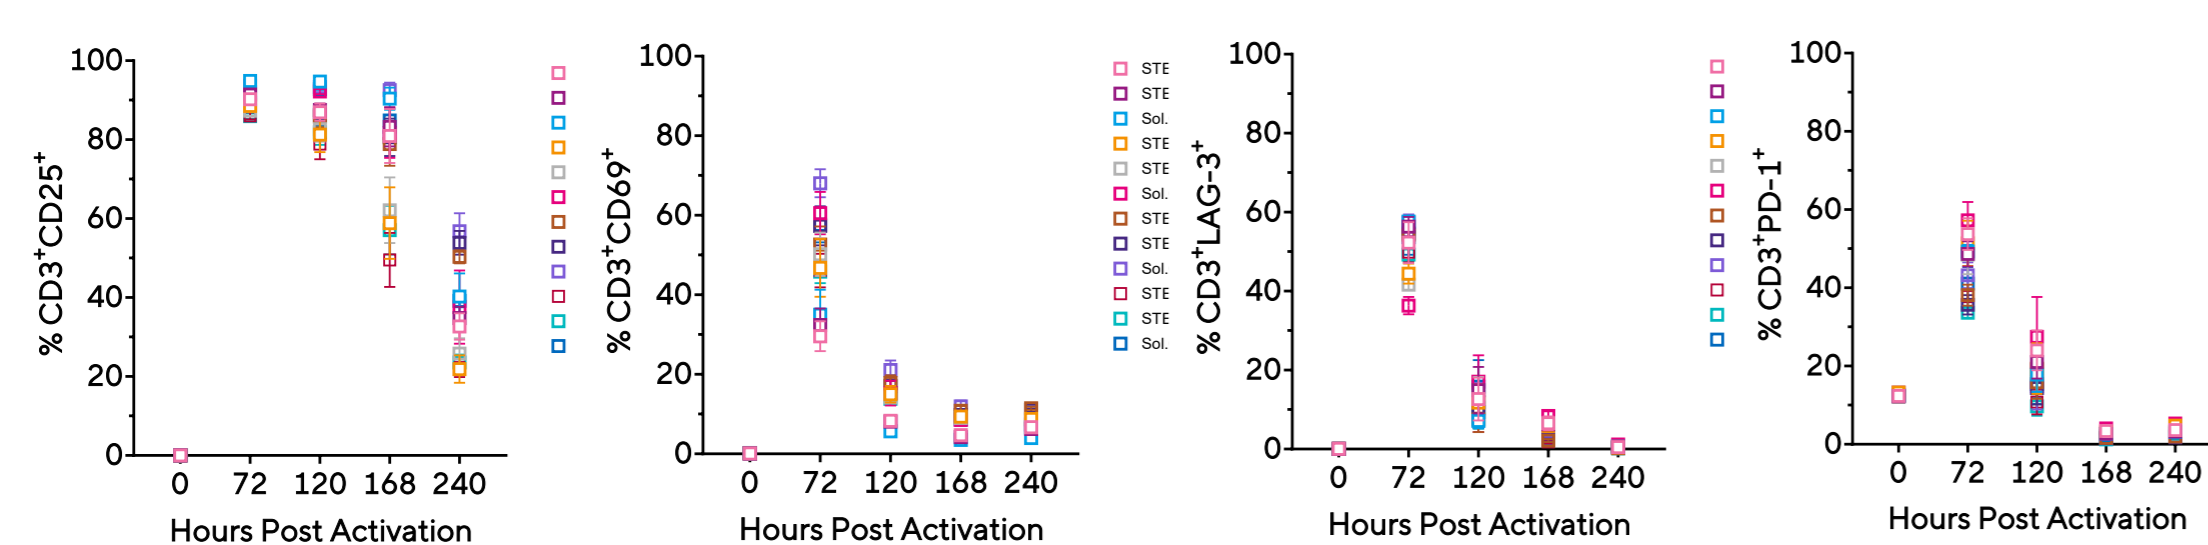 % CD3+CD25+
100
80
60
40
20
0
0 72 120 168 240
Hours Post Activation
% CD3+CD69+
100
80
60
40
20
0
0 72 120 168 240
Hours Post Activation
STE
STE
Sol.
STE
STE
Sol.
STE
STE
Sol.
STE
STE
Sol.
% CD3+LAG-3+
100
80
60
40
20
0
0 72 120 168 240
Hours Post Activation
% CD3+PD-1+
100
80
60
40
20
0
0 72 120 168 240
Hours Post Activation